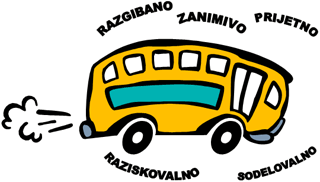 RAZGIBANO
ZANIMIVO
PRIJETNO
RAZISKOVALNO
SODELOVALNO